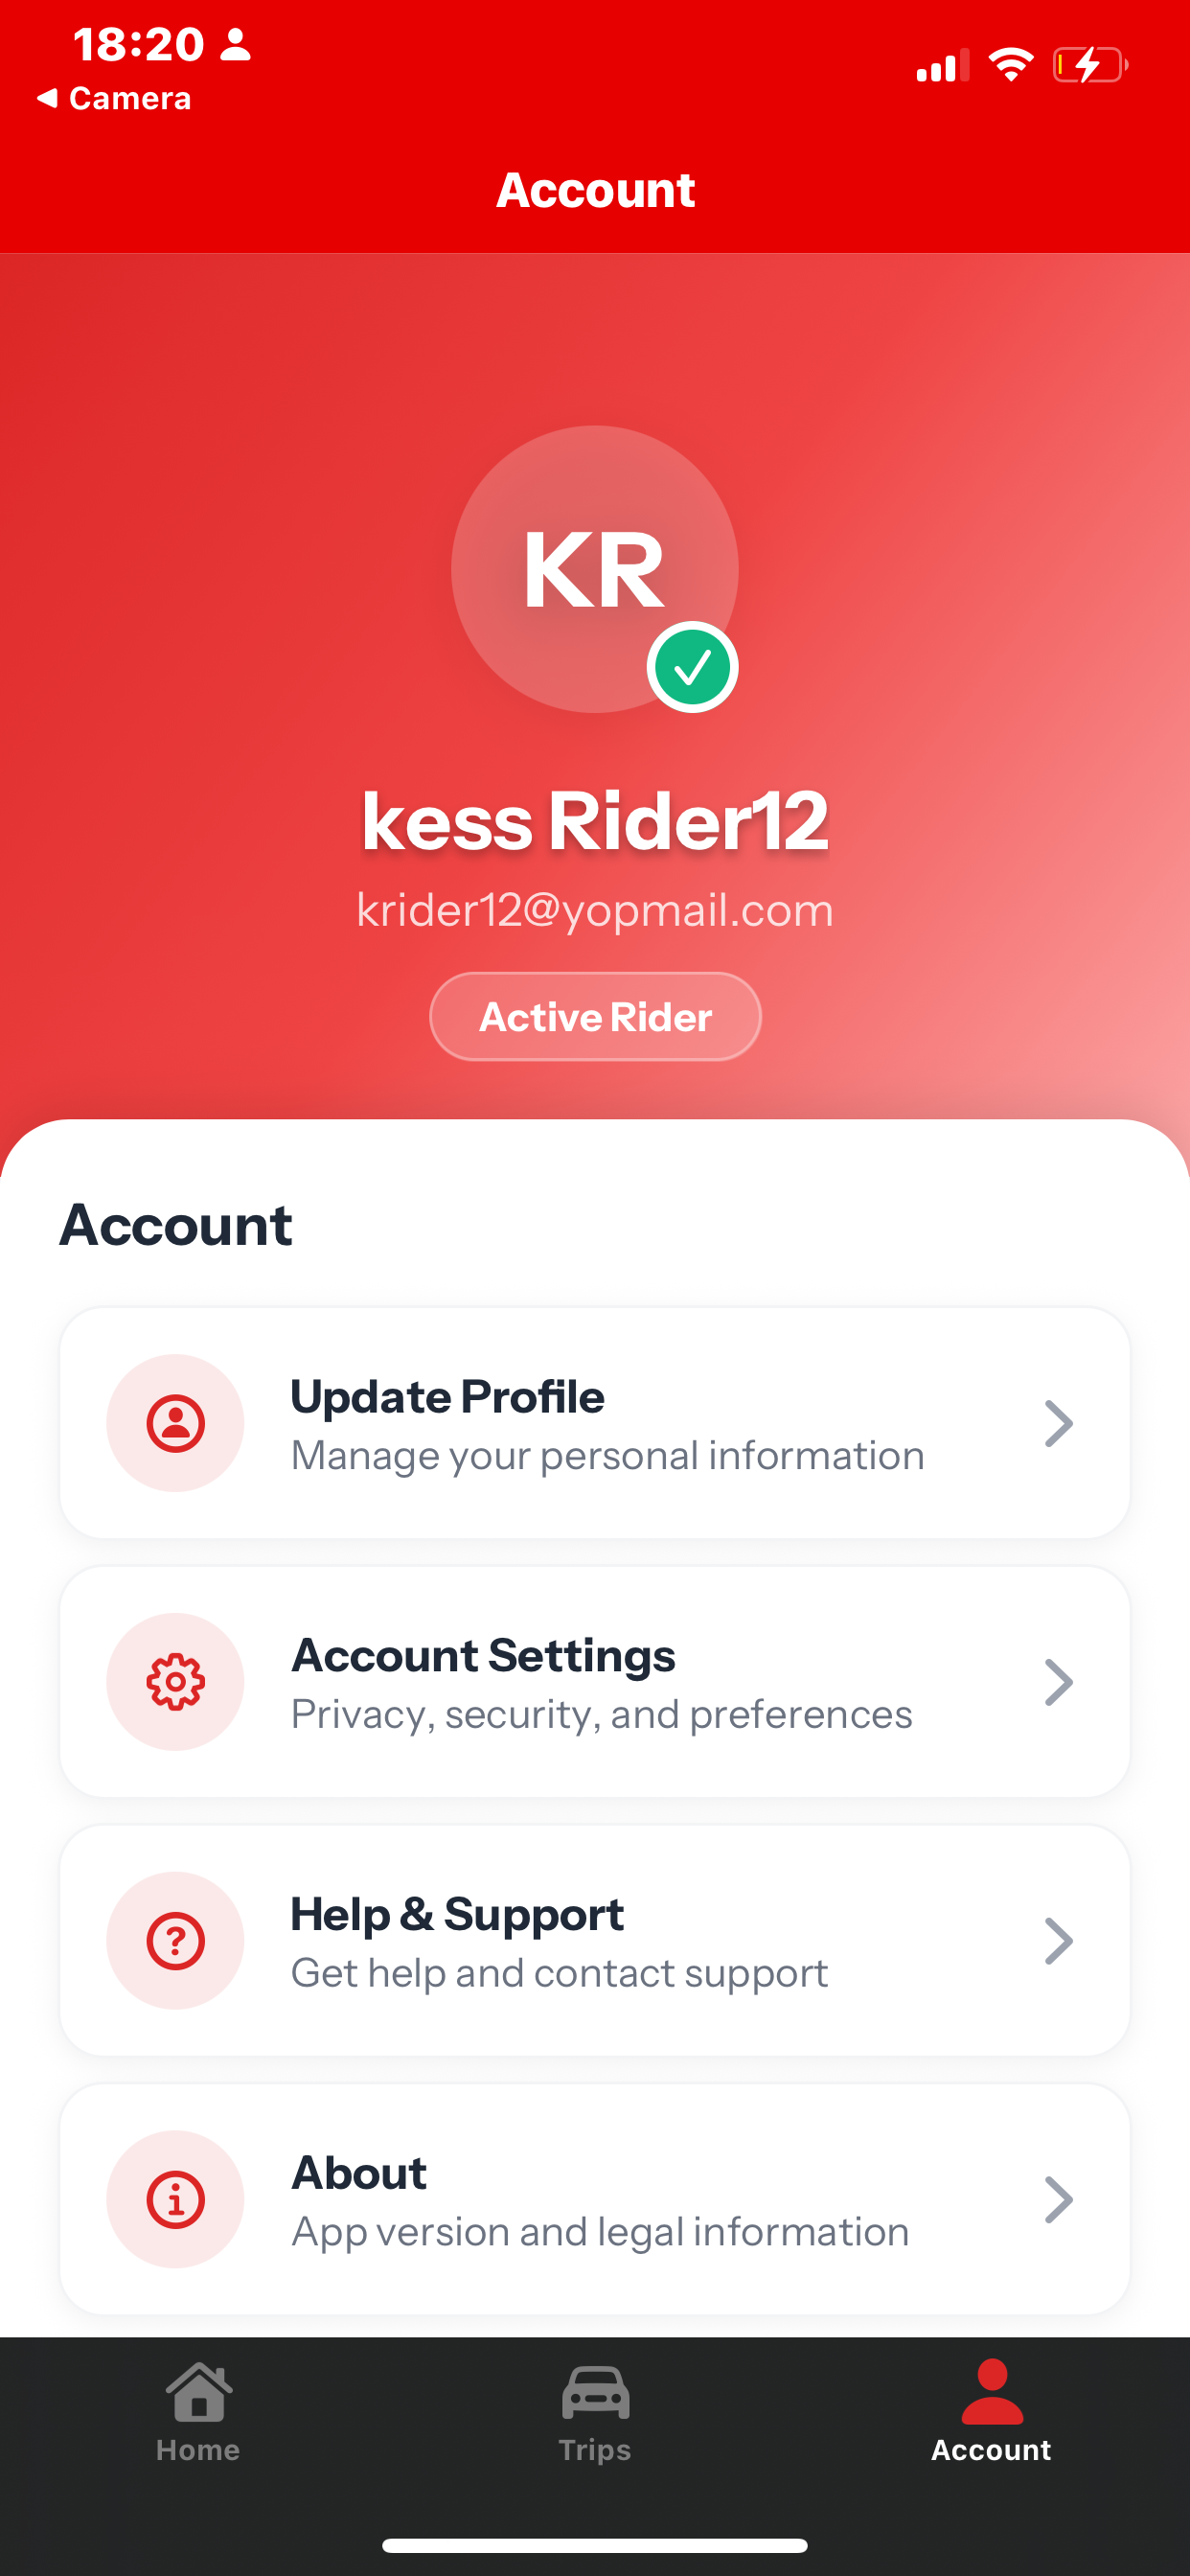 18:20
Camera
Account
KR
kess Rider12
krider12@yopmail.com
Active Rider
Account
Update Profile
Manage your personal information
Account Settings
Privacy, security, and preferences
Help & Support
Get help and contact support
About
App version and legal information
Home
Trips
Account